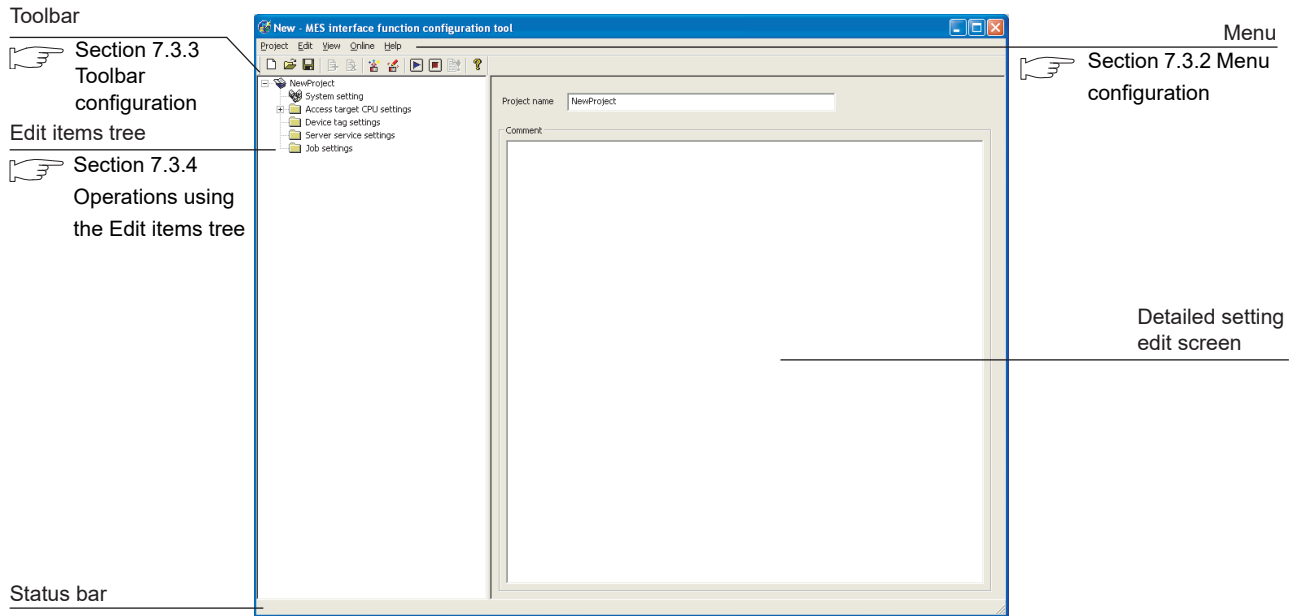 Toolbar
Section 7.3.3
Toolbar
configuration
Edit items tree
Section 7.3.4
Operations using
the Edit items tree
Status bar
New - MES interface function configuration tool
Project Edit View Online Help
NewProject
System setting
Access target CPU settings
Device tag settings
Server service settings
Job settings
Project name NewProject
Comment
Menu
Section 7.3.2 Menu
configuration
Detailed setting
edit screen